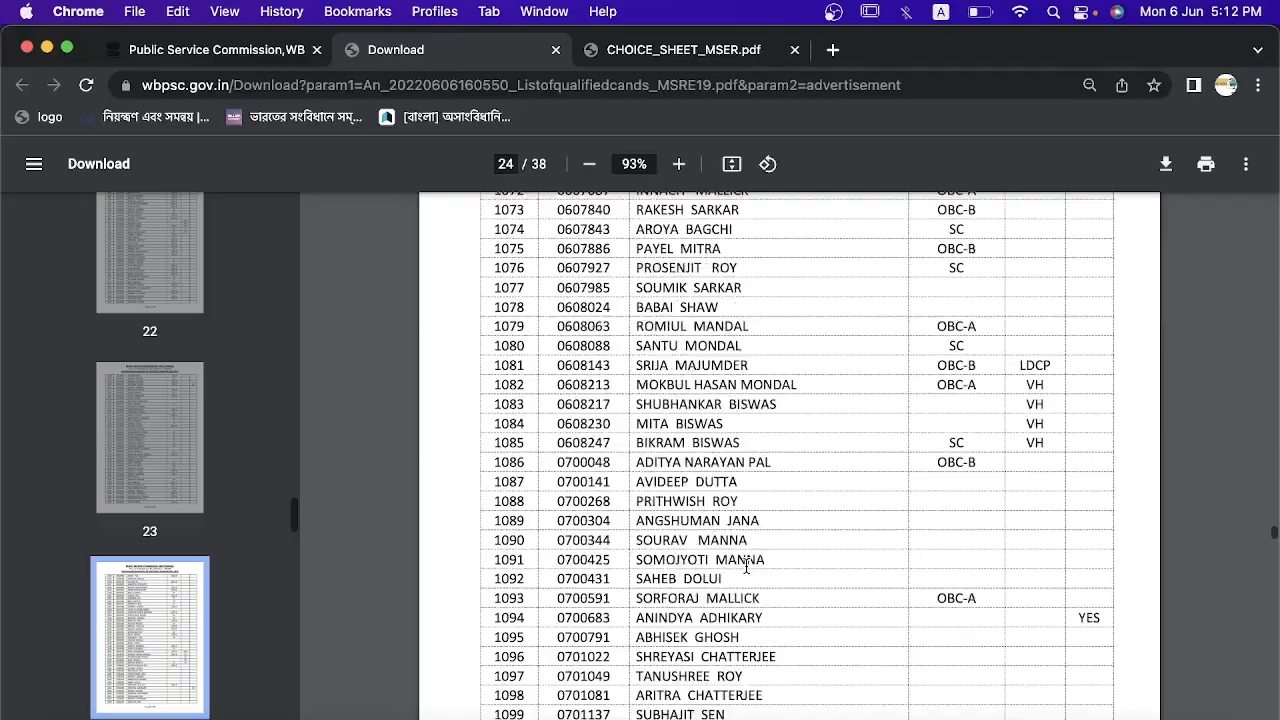 Chrome File Edit View History Bookmarks Profiles Tab Window Help A Mon 6 Jun 5:12 PM
Public Service Commission,WB Download CHOICE_SHEET_MSER.pdf
wbpsc.gov.in/Download?param1=An_20220606160550_Listofqualifiedcands_MSRE19.pdf&param2=advertisement
logo
Download 24 / 38 93%
1073 0607840 RAKESH SARKAR OBC-B
1074 0607843 AROYA BAGCHI SC
1075 0607886 PAYEL MITRA OBC-B
1076 0607927 PROSENJIT ROY SC
1077 0607985 SOUMIK SARKAR
1078 0608024 BABAI SHAW
1079 0608063 ROMIUL MANDAL OBC-A
1080 0608088 SANTU MONDAL SC
1081 0608143 SRIJA MAJUMDER OBC-B LDCP
1082 0608213 MOKBUL HASAN MONDAL OBC-A VH
1083 0608217 SHUBHANKAR BISWAS VH
1084 0608230 MITA BISWAS VH
1085 0608247 BIKRAM BISWAS SC VH
1086 0700048 ADITYA NARAYAN PAL OBC-B
1087 0700141 AVIDEEP DUTTA
1088 0700268 PRITHWISH ROY
1089 0700304 ANGSHUMAN JANA
1090 0700344 SOURAV MANNA
1091 0700425 SOMOJYOTI MANNA
1092 0700431 SAHEB DOLUI
1093 0700591 SORFORAJ MALLICK OBC-A
1094 0700682 ANINDYA ADHIKARY YES
1095 0700791 ABHISEK GHOSH
1096 0701022 SHREYASI CHATTERJEE
1097 0701049 TANUSHREE ROY
1098 0701081 ARITRA CHATTERJEE
1099 0701137 SUBHAJIT SEN
22
23